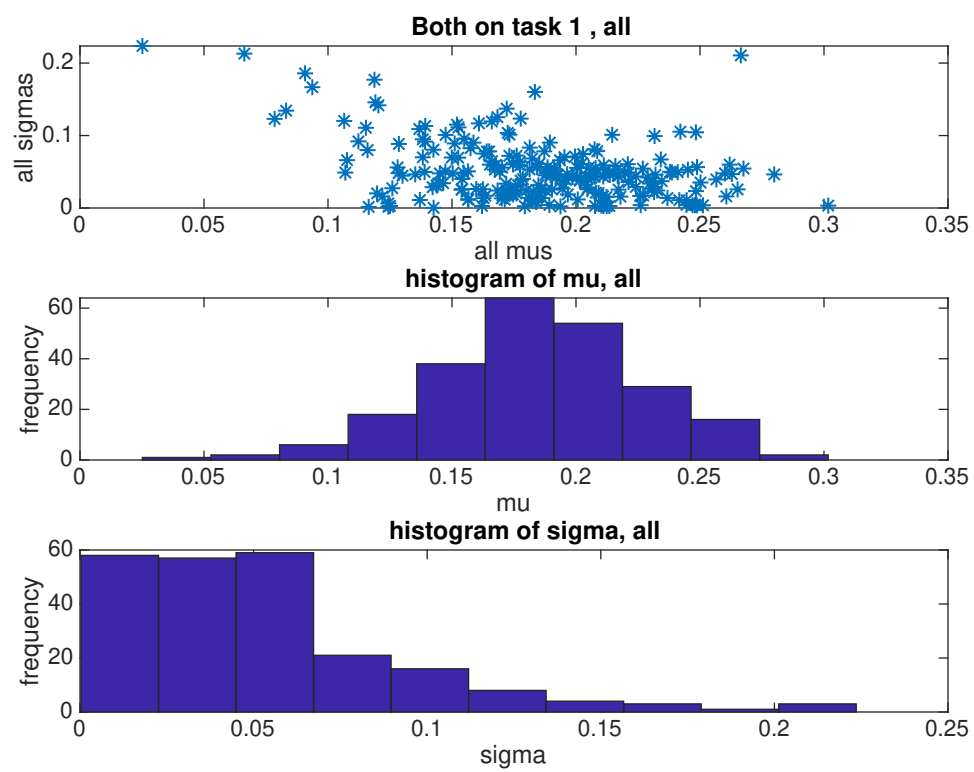 Both on task 1 , all
0.2
0.1
0
all sigmas
0 0.05 0.1 0.15 0.2 0.25 0.3 0.35
all mus
histogram of mu, all
60
40
20
0
frequency
0 0.05 0.1 0.15 0.2 0.25 0.3 0.35
mu
histogram of sigma, all
60
40
20
0
frequency
0 0.05 0.1 0.15 0.2 0.25
sigma